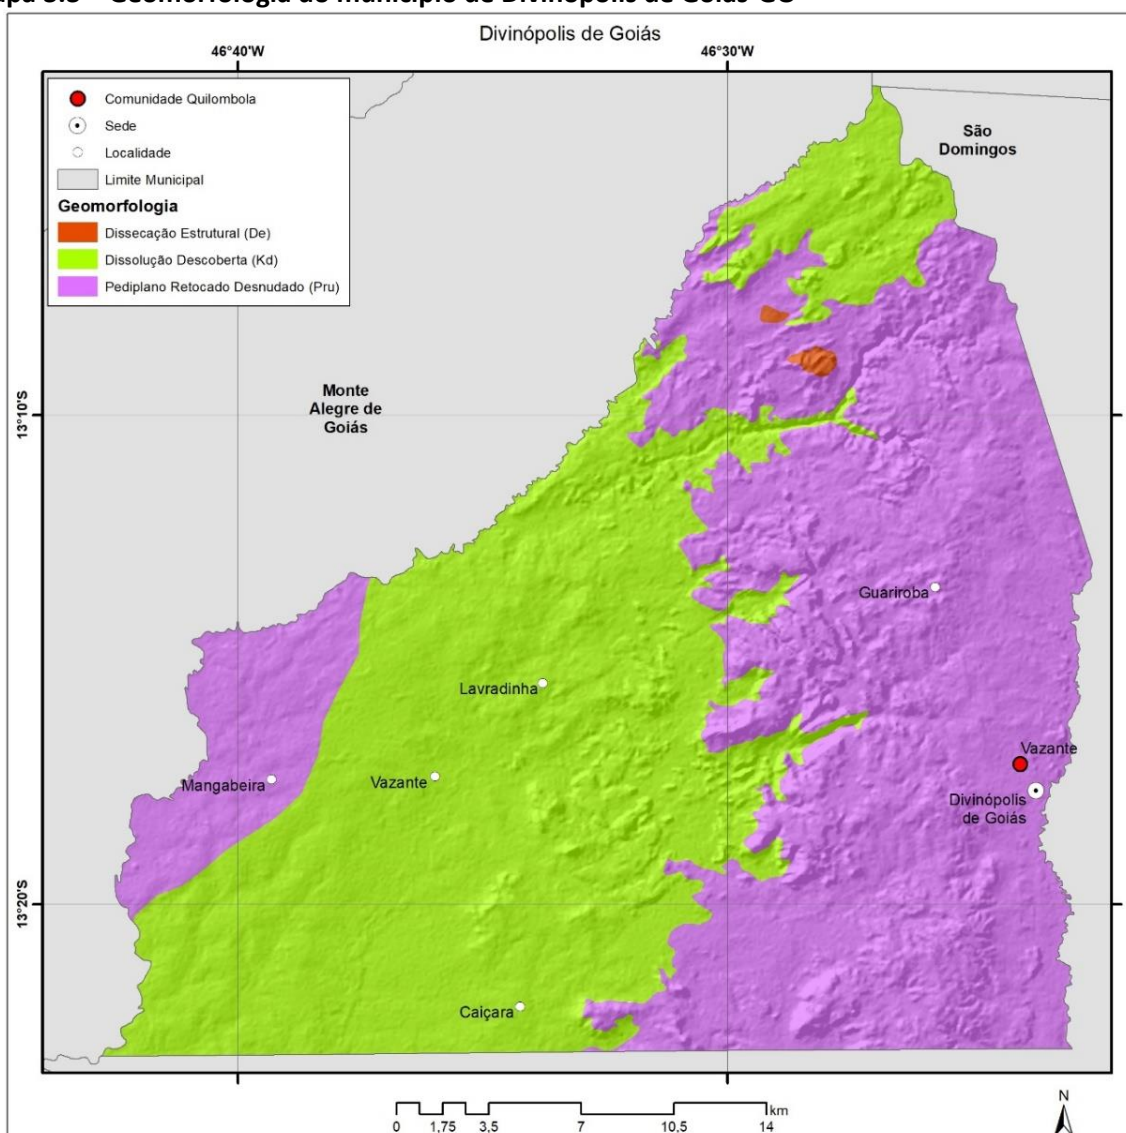 Divinópolis de Goiás
46°40'W
46°30'W
Comunidade Quilombola
Sede
Localidade
Limite Municipal
Geomorfologia
Dissecação Estrutural (De)
Dissolução Descoberta (Kd)
Pediplano Retocado Desnudado (Pru)
São
Domingos
Monte
Alegre de
Goiás
13°10'S
Guariroba
Lavradinha
Vazante
Mangabeira
Vazante
Divinópolis
de Goiás
13°20'S
Caiçara
N
km
0 1,75 3,5 7 10,5 14